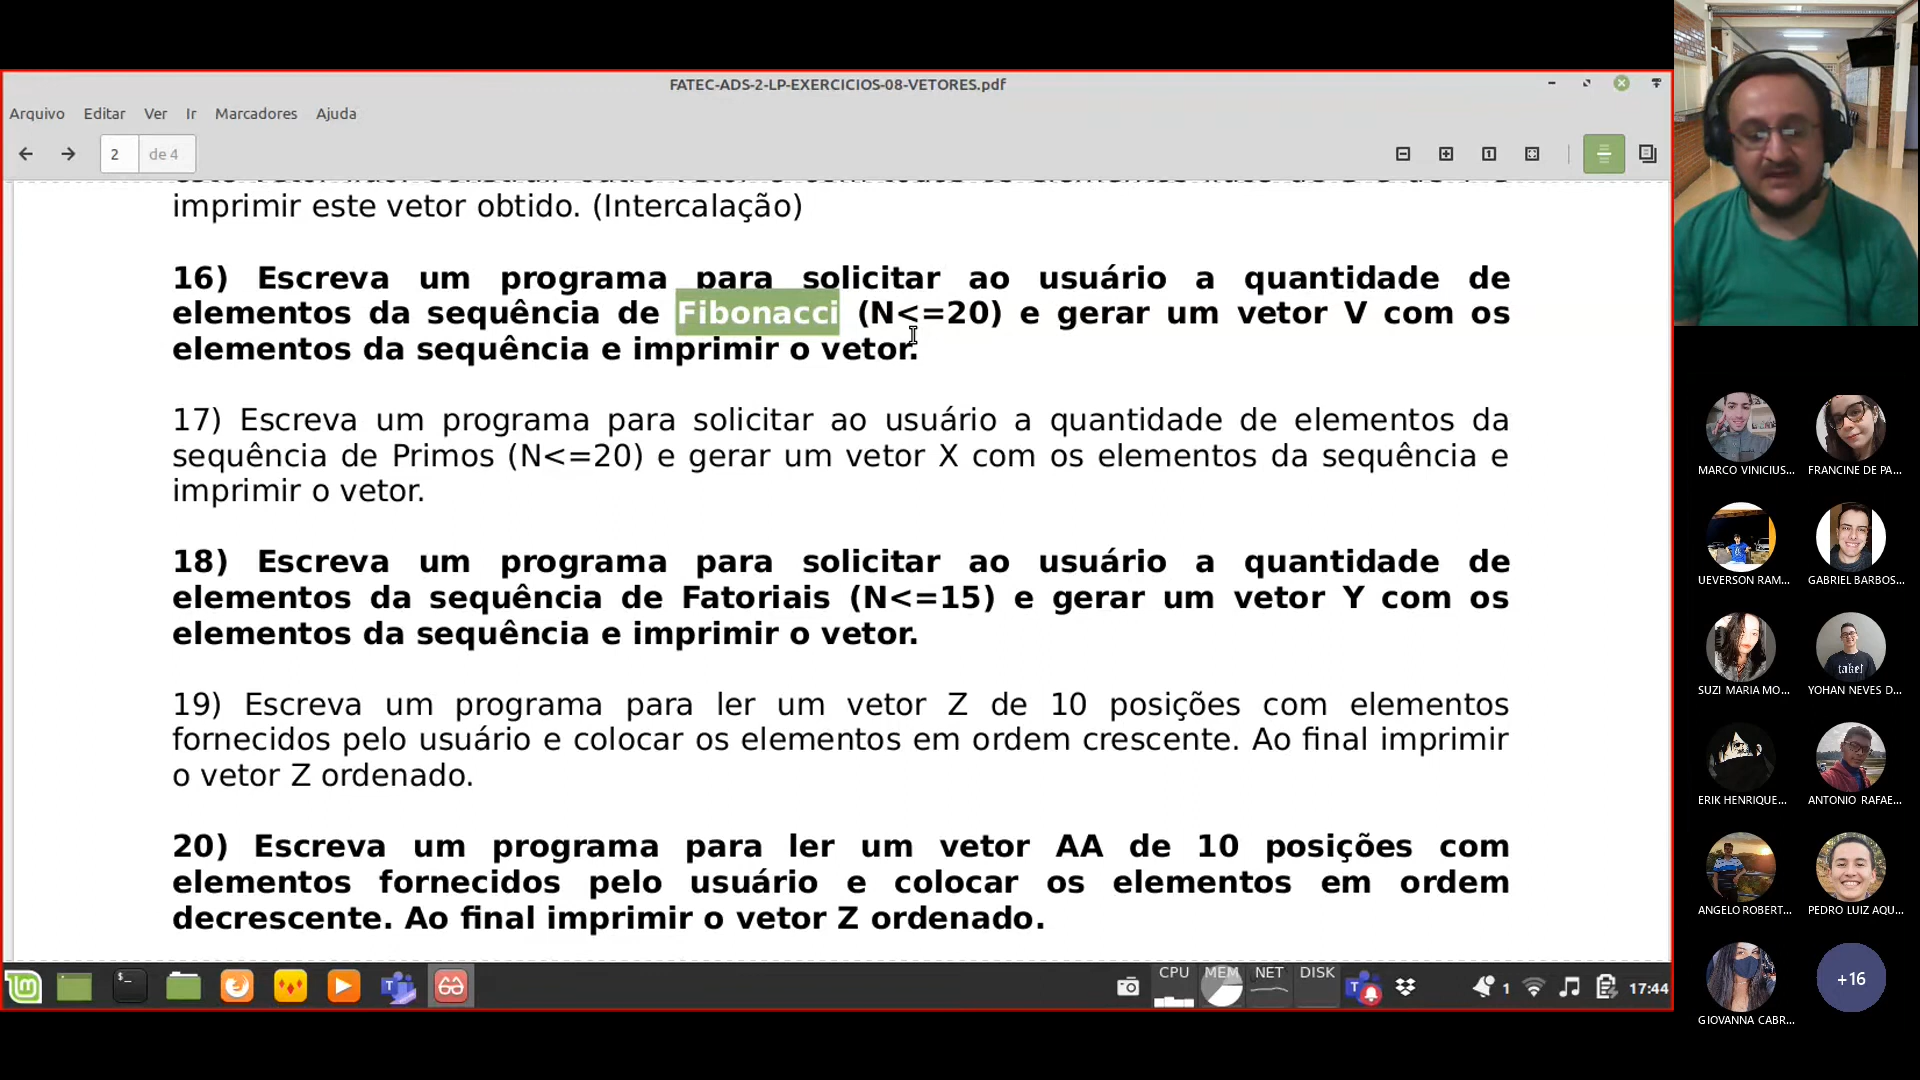 FATEC-ADS-2-LP-EXERCICIOS-08-VETORES.pdf
Arquivo Editar Ver Ir Marcadores Ajuda
2 de 4
imprimir este vetor obtido. (Intercalação)
16) Escreva um programa para solicitar ao usuário a quantidade de
elementos da sequência de Fibonacci (N<=20) e gerar um vetor V com os
elementos da sequência e imprimir o vetor.
17) Escreva um programa para solicitar ao usuário a quantidade de elementos da
sequência de Primos (N<=20) e gerar um vetor X com os elementos da sequência e
imprimir o vetor.
18) Escreva um programa para solicitar ao usuário a quantidade de
elementos da sequência de Fatoriais (N<=15) e gerar um vetor Y com os
elementos da sequência e imprimir o vetor.
19) Escreva um programa para ler um vetor Z de 10 posições com elementos
fornecidos pelo usuário e colocar os elementos em ordem crescente. Ao final imprimir
o vetor Z ordenado.
20) Escreva um programa para ler um vetor AA de 10 posições com
elementos fornecidos pelo usuário e colocar os elementos em ordem
decrescente. Ao final imprimir o vetor Z ordenado.
CPU MEM NET DISK
1 17:44
MARCO VINICIUS... FRANCINE DE PA...
UEVERSON RAM... GABRIEL BARBOS...
SUZI MARIA MO... YOHAN NEVES D...
ERIK HENRIQUE... ANTONIO RAFAE...
ANGELO ROBERT... PEDRO LUIZ AQU...
GIOVANNA CABR... +16